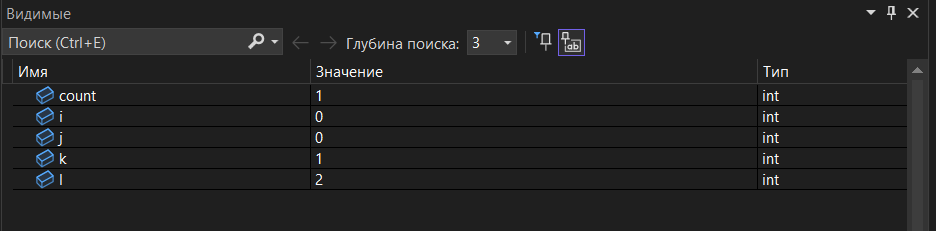 Видимые
Поиск (Ctrl+E) Глубина поиска: 3
Имя Значение Тип
count 1 int
i 0 int
j 0 int
k 1 int
l 2 int